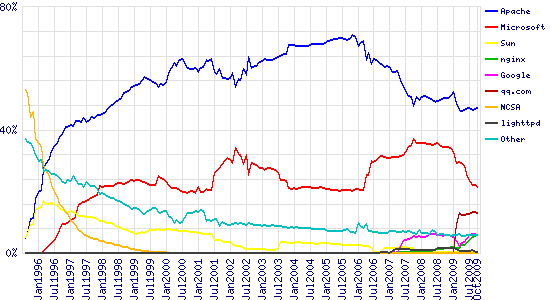 80%
40%
0%
Apache
Microsoft
Sun
nginx
Google
qq.com
NCSA
lighttpd
Other
Jan1996
Jul1996
Jan1997
Jul1997
Jan1998
Jul1998
Jan1999
Jul1999
Jan2000
Jul2000
Jan2001
Jul2001
Jan2002
Jul2002
Jan2003
Jul2003
Jan2004
Jul2004
Jan2005
Jul2005
Jan2006
Jul2006
Jan2007
Jul2007
Jan2008
Jul2008
Jan2009
Jul2009
Oct2009